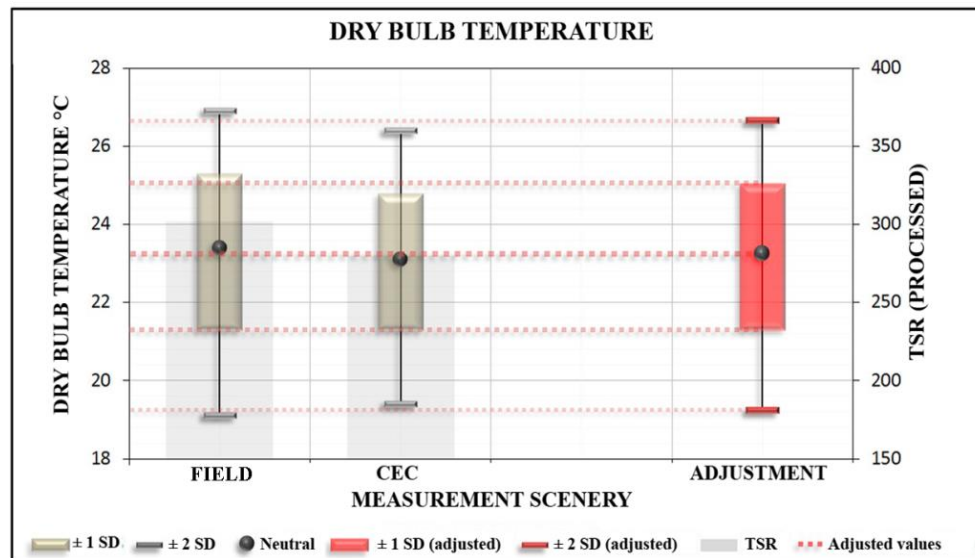 DRY BULB TEMPERATURE
DRY BULB TEMPERATURE °C
28
26
24
22
20
18
400
350
300
250
200
150
TSR (PROCESSED)
FIELD CEC ADJUSTMENT
MEASUREMENT SCENERY
± 1 SD ± 2 SD Neutral ± 1 SD (adjusted) ± 2 SD (adjusted) TSR Adjusted values